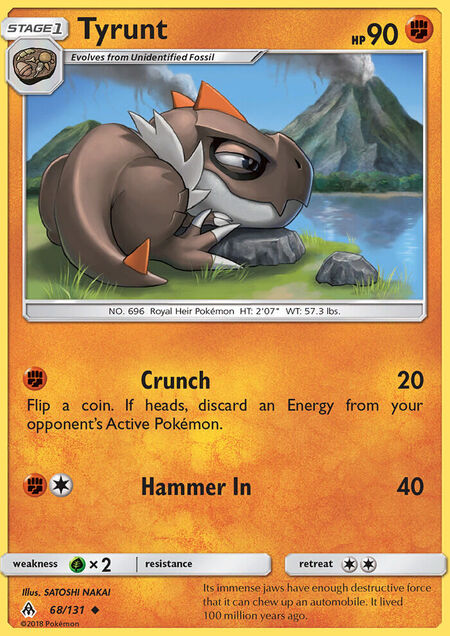 STAGE 1
Tyrunt
HP 90
Evolves from Unidentified Fossil
NO. 696 Royal Heir Pokémon HT: 2'07" WT: 57.3 lbs.
Crunch 20
Flip a coin. If heads, discard an Energy from your
opponent's Active Pokémon.
Hammer In 40
weakness ×2 resistance retreat
Illus. SATOSHI NAKAI
68/131
©2018 Pokémon
Its immense jaws have enough destructive force
that it can chew up an automobile. It lived
100 million years ago.